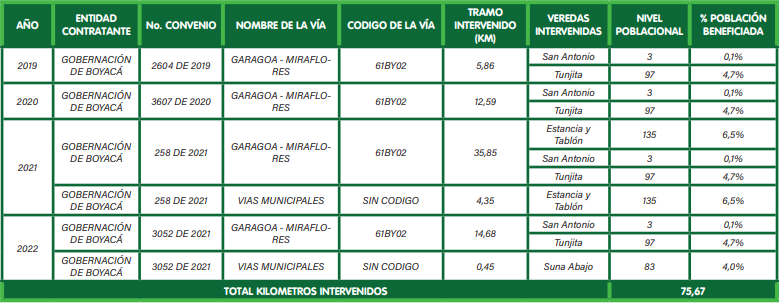 AÑO ENTIDAD CONTRATANTE No. CONVENIO NOMBRE DE LA VÍA CODIGO DE LA VÍA TRAMO INTERVENIDO (KM) VEREDAS INTERVENIDAS NIVEL POBLACIONAL % POBLACIÓN BENEFICIADA
2019 GOBERNACIÓN DE BOYACÁ 2604 DE 2019 GARAGOA - MIRAFLO-RES 61BY02 5,86 San Antonio 3 0,1%
Tunjita 97 4,7%
2020 GOBERNACIÓN DE BOYACÁ 3607 DE 2020 GARAGOA - MIRAFLO-RES 61BY02 12,59 San Antonio 3 0,1%
Tunjita 97 4,7%
2021 GOBERNACIÓN DE BOYACÁ 258 DE 2021 GARAGOA - MIRAFLO-RES 61BY02 35,85 Estancia y Tablón 135 6,5%
San Antonio 3 0,1%
Tunjita 97 4,7%
GOBERNACIÓN DE BOYACÁ 258 DE 2021 VIAS MUNICIPALES SIN CODIGO 4,35 Estancia y Tablón 135 6,5%
2022 GOBERNACIÓN DE BOYACÁ 3052 DE 2021 GARAGOA - MIRAFLO-RES 61BY02 14,68 San Antonio 3 0,1%
Tunjita 97 4,7%
GOBERNACIÓN DE BOYACÁ 3052 DE 2021 VIAS MUNICIPALES SIN CODIGO 0,45 Suna Abajo 83 4,0%
TOTAL KILOMETROS INTERVENIDOS 75,67